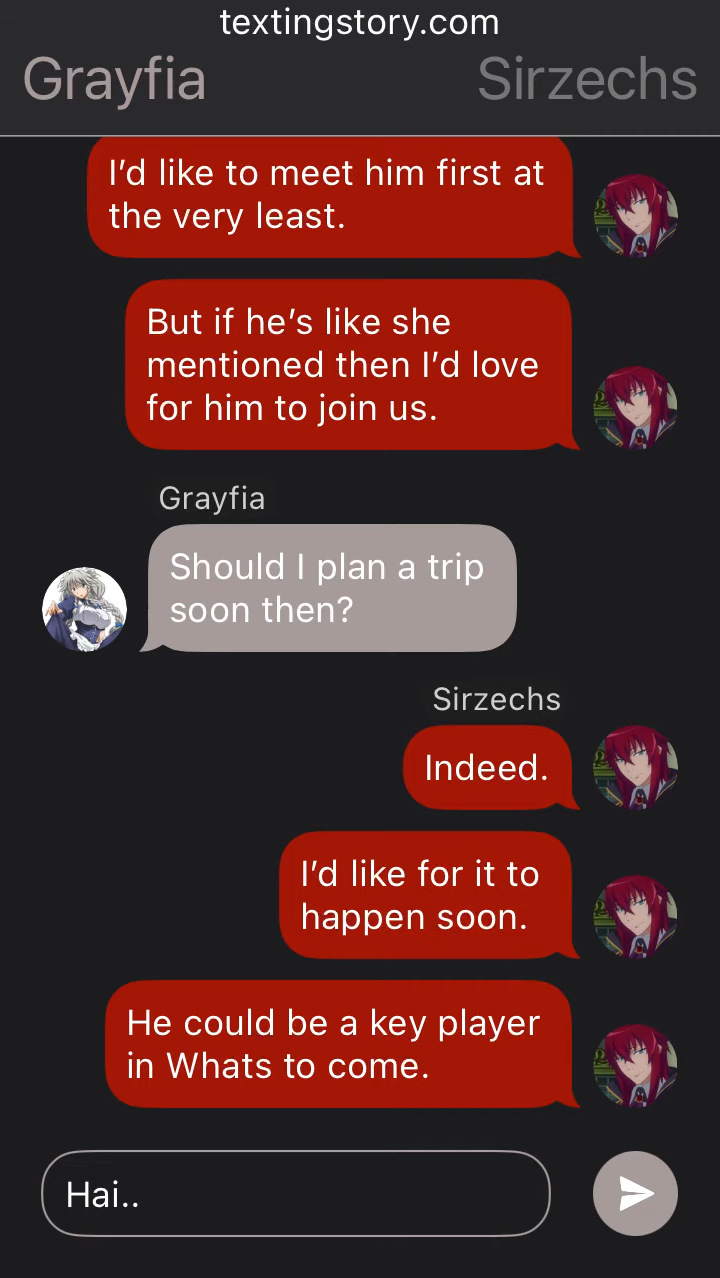 textingstory.com
Grayfia
Sirzechs
I’d like to meet him first at
the very least.
But if he’s like she
mentioned then I’d love
for him to join us.
Grayfia
Should I plan a trip
soon then?
Sirzechs
Indeed.
I’d like for it to
happen soon.
He could be a key player
in Whats to come.
Hai..